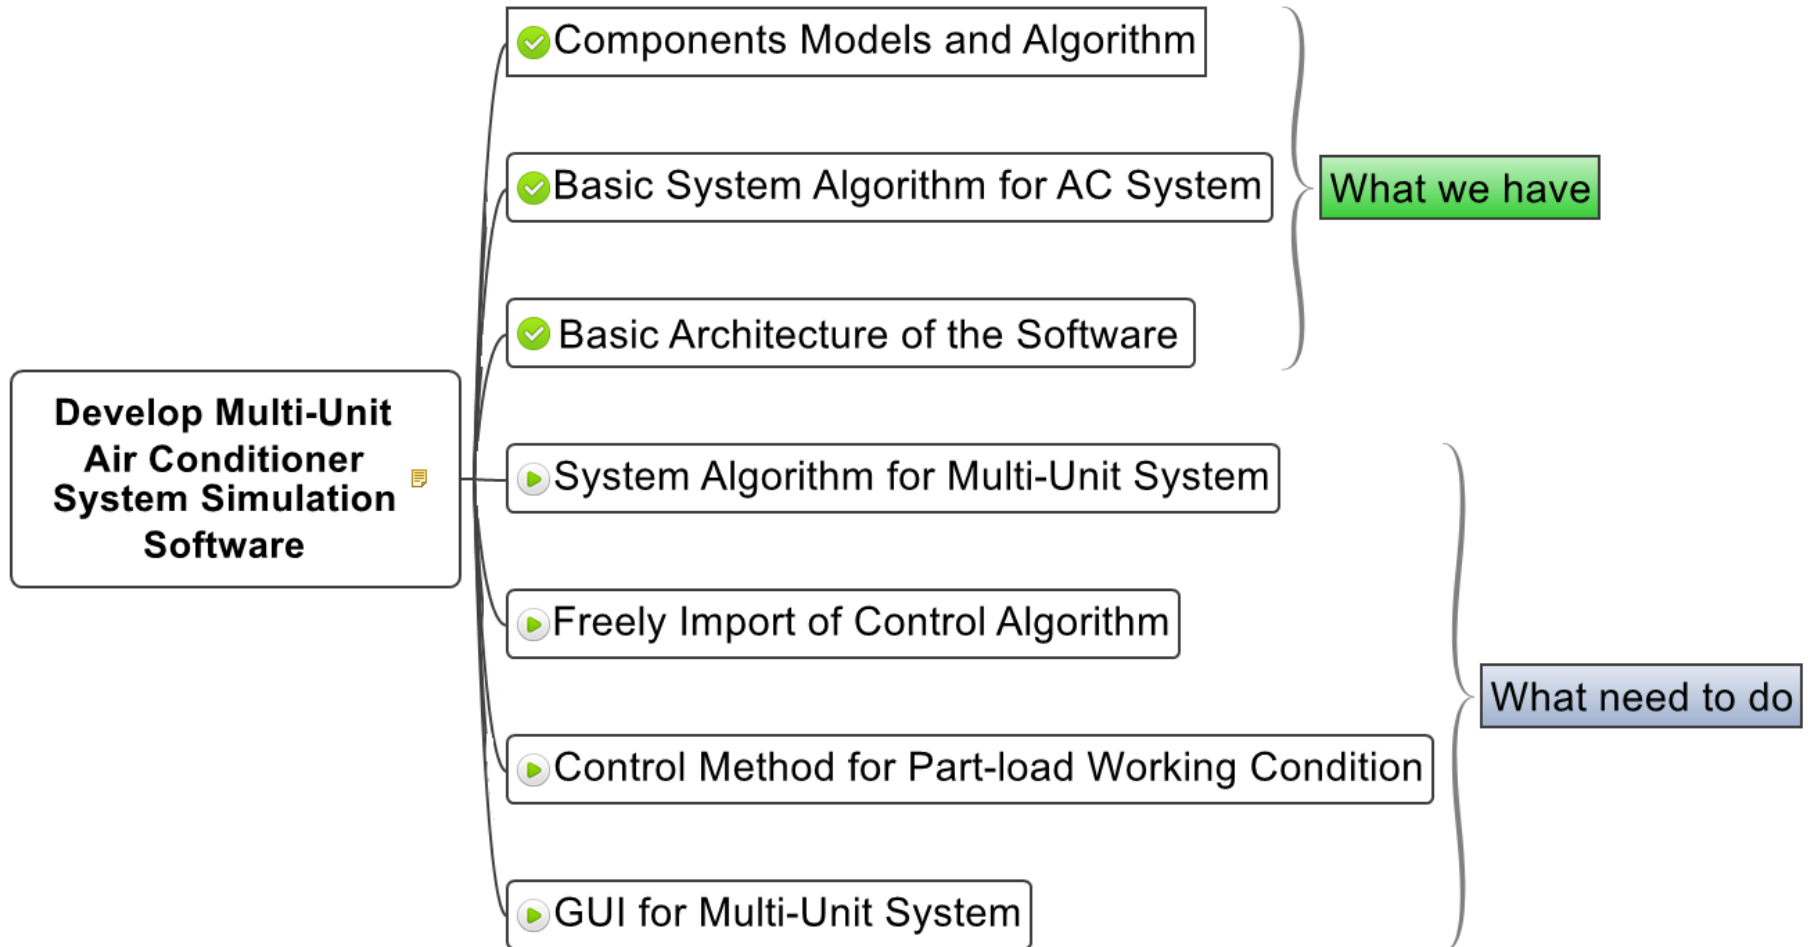 Components Models and Algorithm
Basic System Algorithm for AC System
What we have
Basic Architecture of the Software
Develop Multi-Unit
Air Conditioner
System Simulation
Software
System Algorithm for Multi-Unit System
Freely Import of Control Algorithm
What need to do
Control Method for Part-load Working Condition
GUI for Multi-Unit System